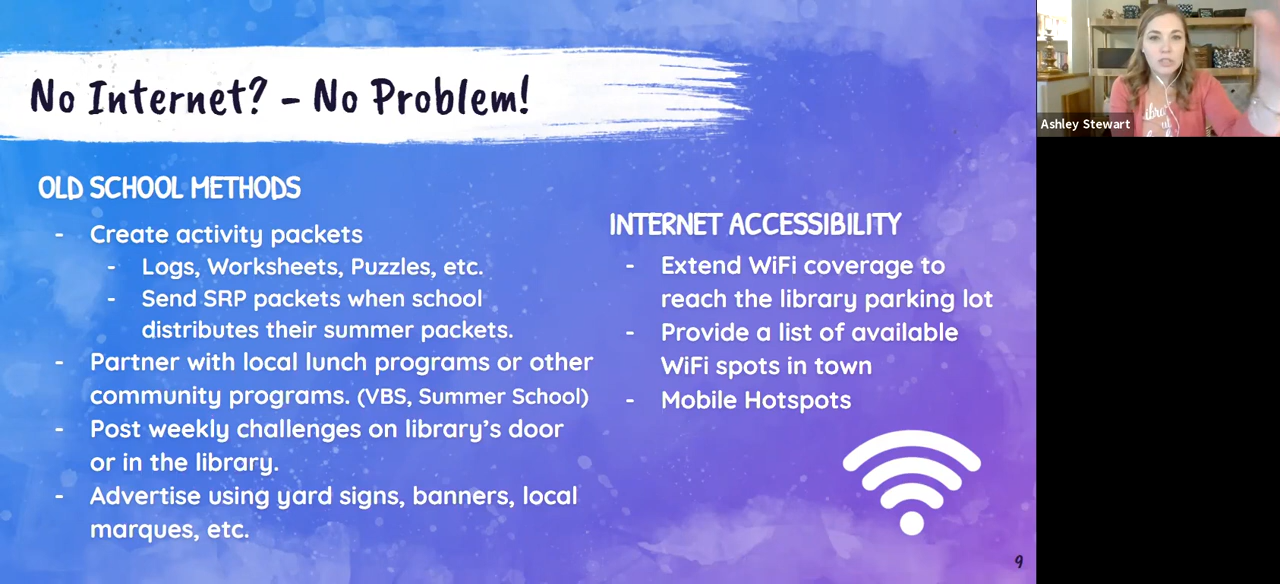 No Internet? - No Problem!
OLD SCHOOL METHODS
- Create activity packets
- Logs, Worksheets, Puzzles, etc.
- Send SRP packets when school
distributes their summer packets.
- Partner with local lunch programs or other
community programs. (VBS, Summer School)
- Post weekly challenges on library's door
or in the library.
- Advertise using yard signs, banners, local
marques, etc.
INTERNET ACCESSIBILITY
- Extend WiFi coverage to
reach the library parking lot
- Provide a list of available
WiFi spots in town
- Mobile Hotspots
9
Ashley Stewart